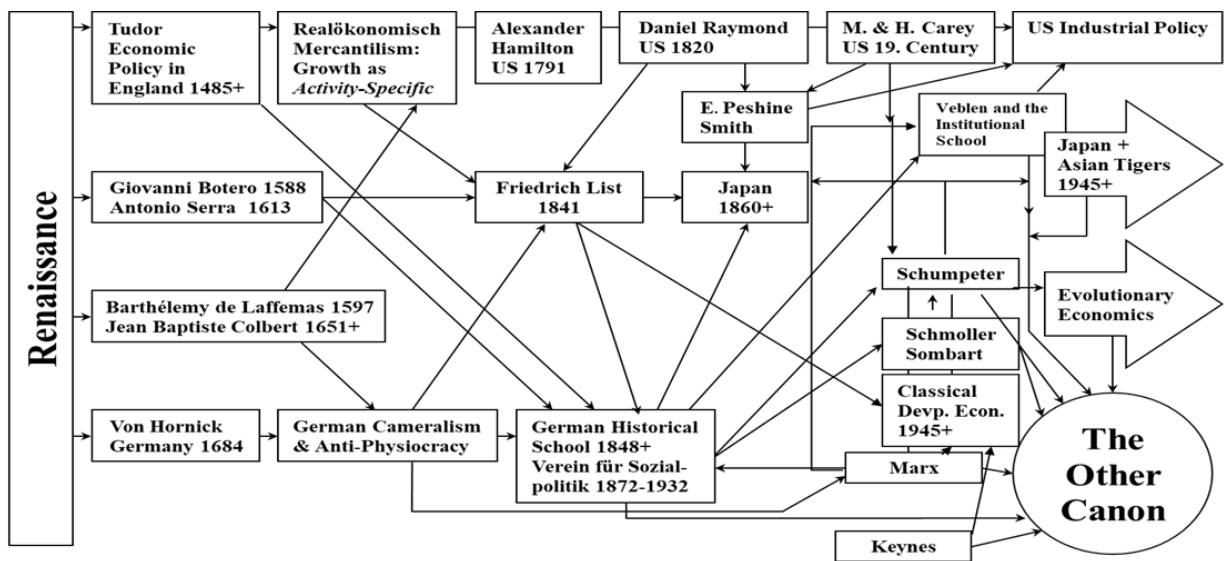 Renaissance
Tudor
Economic
Policy in
England 1485+
Realökonomisch
Mercantilism:
Growth as
Activity-Specific
Alexander
Hamilton
US 1791
Daniel Raymond
US 1820
M. & H. Carey
US 19. Century
US Industrial Policy
E. Peshine
Smith
Veblen and the
Institutional
School
Japan +
Asian Tigers
1945+
Giovanni Botero 1588
Antonio Serra 1613
Friedrich List
1841
Japan
1860+
Schumpeter
Evolutionary
Economics
Barthélemy de Laffemas 1597
Jean Baptiste Colbert 1651+
Schmoller
Sombart
Classical
Devp. Econ.
1945+
Von Hornick
Germany 1684
German Cameralism
& Anti-Physiocracy
German Historical
School 1848+
Verein für Sozial-
politik 1872-1932
Marx
Keynes
The
Other
Canon